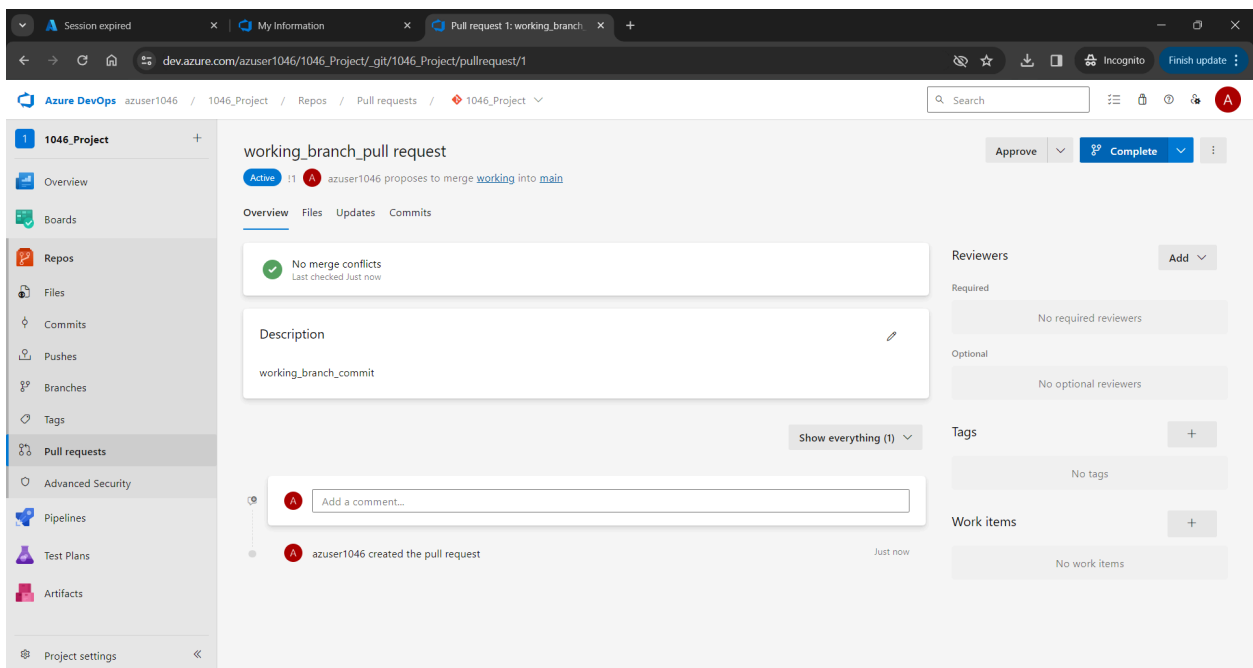 Session expired
My Information
Pull request 1: working_branch_
dev.azure.com/azuser1046/1046_Project/_git/1046_Project/pullrequest/1
Incognito
Finish update
Azure DevOps azuser1046 / 1046_Project / Repos / Pull requests / 1046_Project
Search
A
1 1046_Project
Overview
Boards
Repos
Files
Commits
Pushes
Branches
Tags
Pull requests
Advanced Security
Pipelines
Test Plans
Artifacts
Project settings
working_branch_pull request
Approve
Complete
Active !1 A azuser1046 proposes to merge working into main
Overview Files Updates Commits
No merge conflicts
Last checked Just now
Description
working_branch_commit
Show everything (1)
A Add a comment...
A azuser1046 created the pull request Just now
Reviewers
Add
Required
No required reviewers
Optional
No optional reviewers
Tags
No tags
Work items
No work items